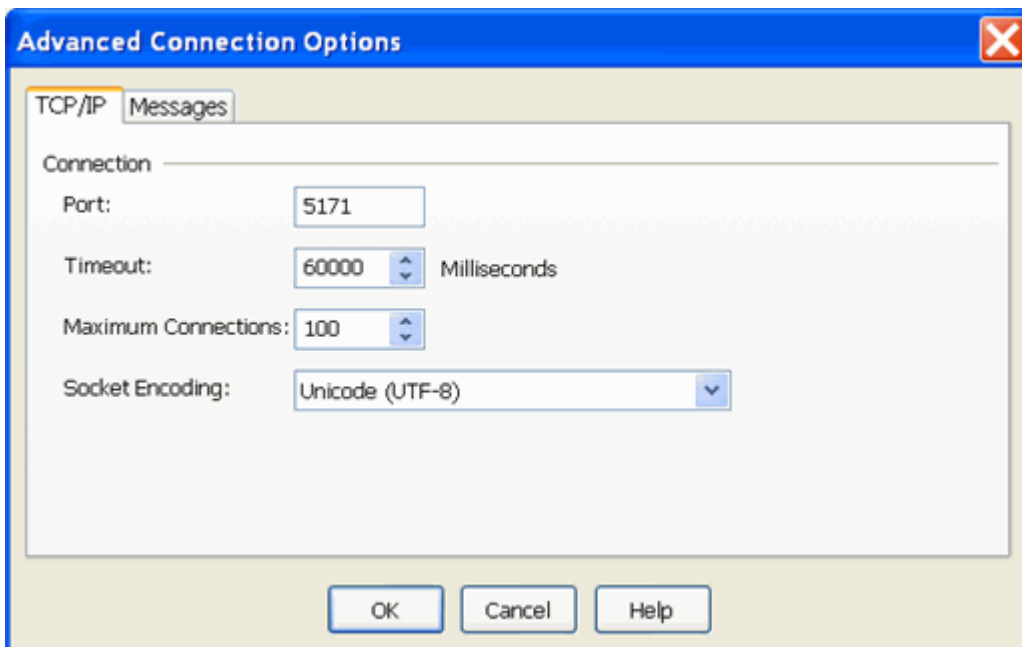 Advanced Connection Options
TCP/IP Messages
Connection
Port: 5171
Timeout: 60000 Milliseconds
Maximum Connections: 100
Socket Encoding: Unicode (UTF-8)
OK Cancel Help